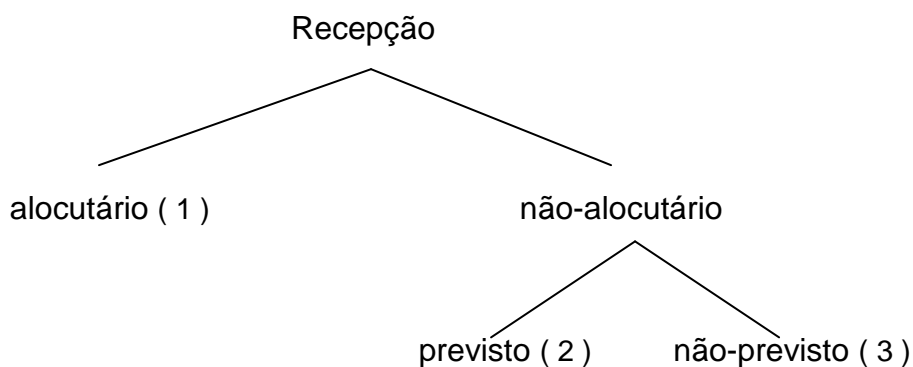 Recepção
alocutário ( 1 ) não-alocutário
previsto ( 2 ) não-previsto ( 3 )